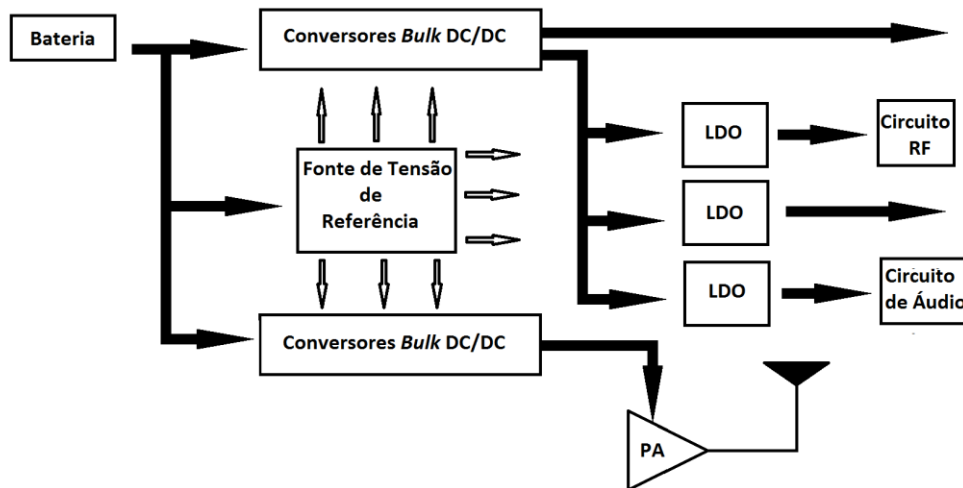 Bateria
Conversores Bulk DC/DC
Fonte de Tensão
de
Referência
Conversores Bulk DC/DC
LDO
Circuito
RF
LDO
LDO
Circuito
de Áudio
PA